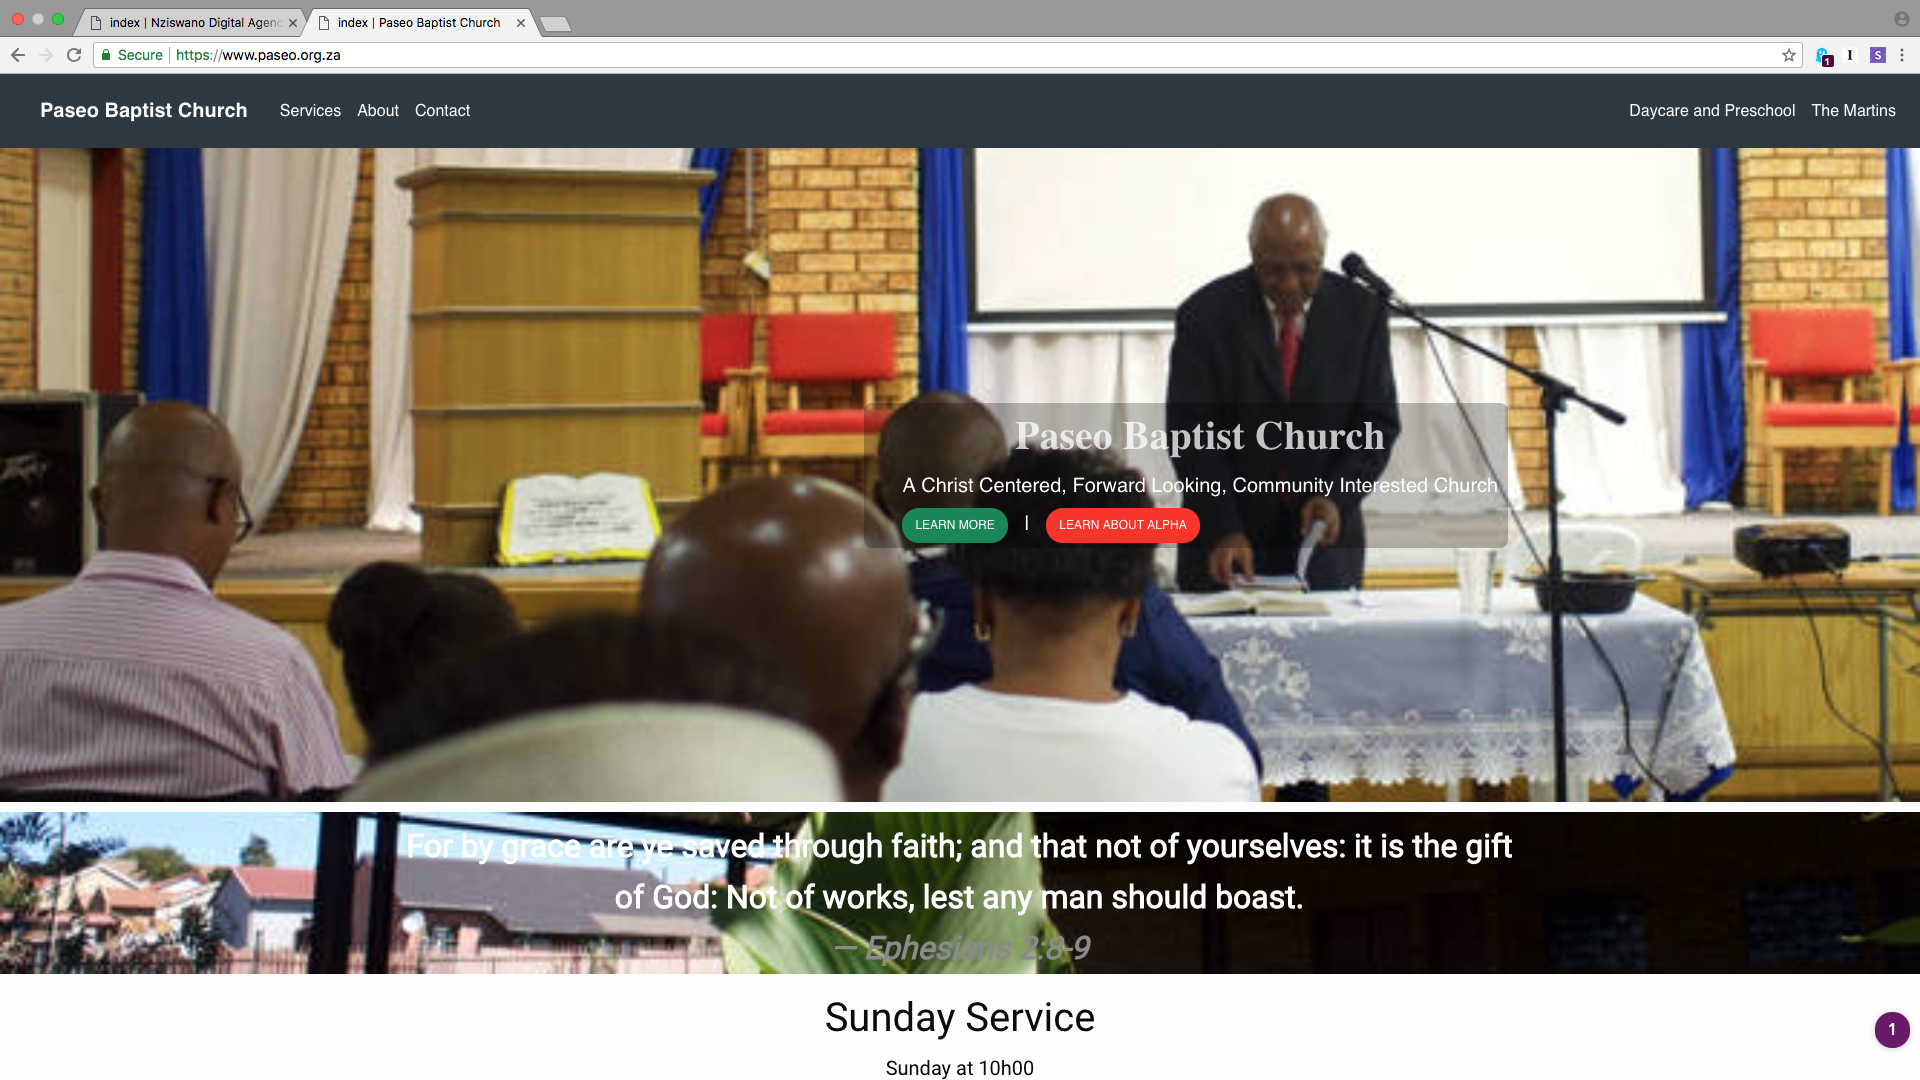 index | Nziswano Digital Agenc
index | Paseo Baptist Church
Secure
https://www.paseo.org.za
1
I
S
Paseo Baptist Church
Services
About
Contact
Daycare and Preschool
The Martins
Paseo Baptist Church
A Christ Centered, Forward Looking, Community Interested Church
LEARN MORE | LEARN ABOUT ALPHA
For by grace are ye saved through faith; and that not of yourselves: it is the gift
of God: Not of works, lest any man should boast.
— Ephesians 2:8-9
Sunday Service
1
Sunday at 10h00